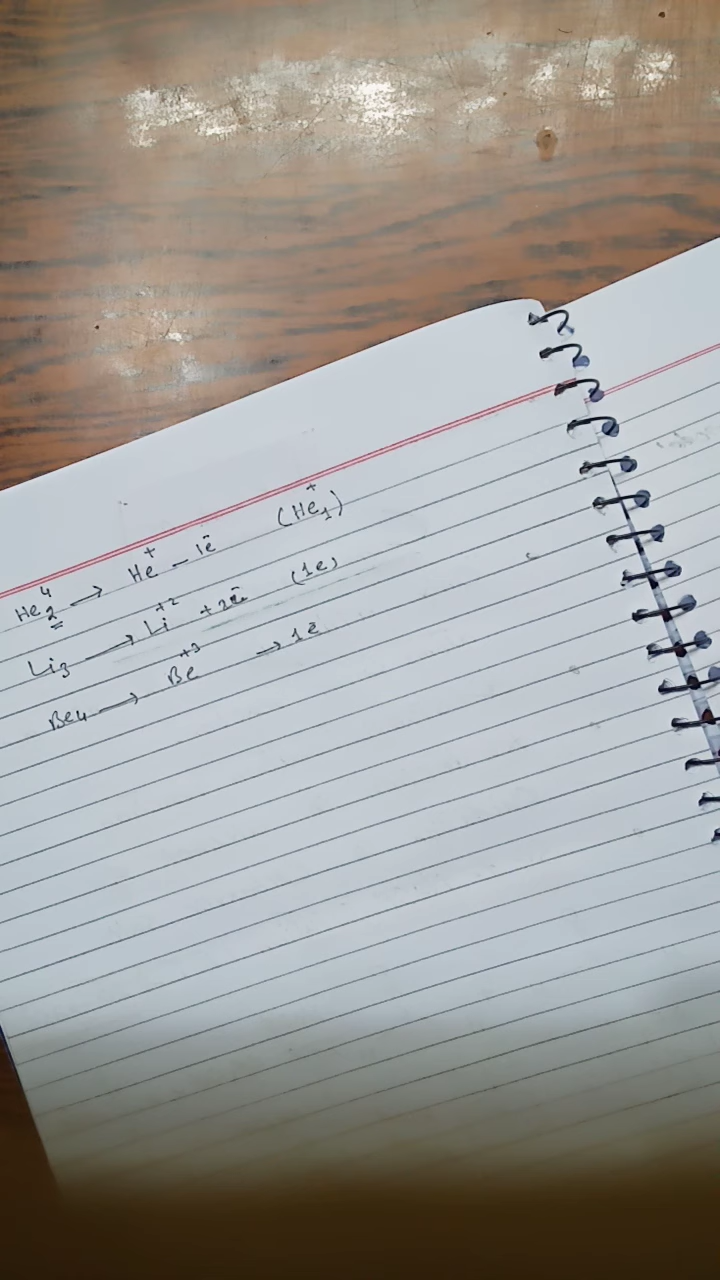 He₂⁴ → He⁺ – 1ē (He₁⁺)
Li₃ → Li⁺² + 2ē (1e)
Be₄ → Be⁺³ → 1ē